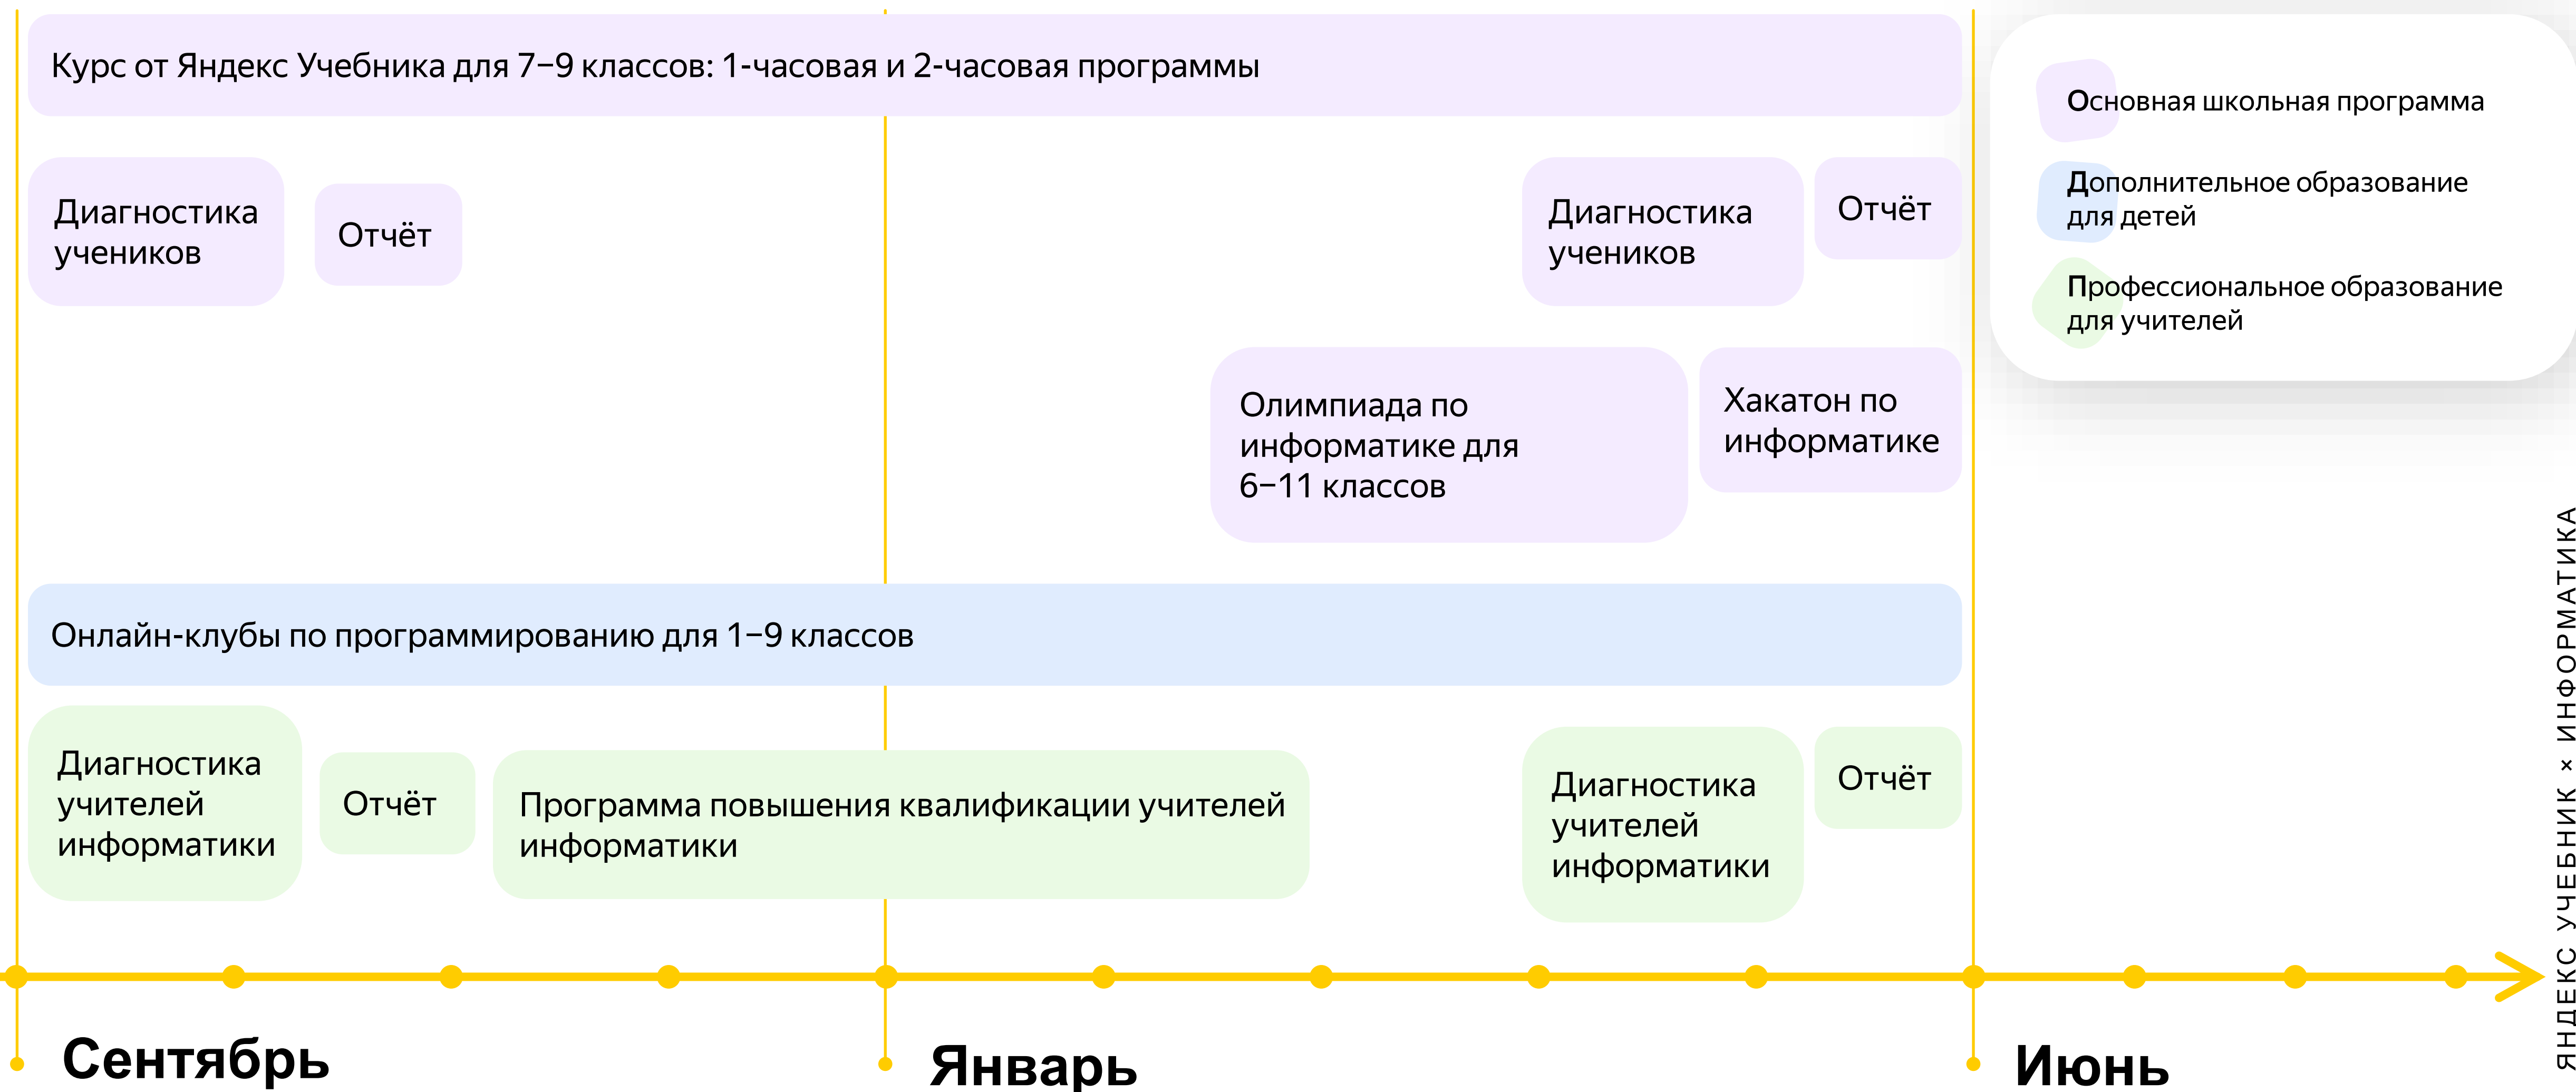 Курс от Яндекс Учебника для 7–9 классов: 1-часовая и 2-часовая программы
Основная школьная программа
Дополнительное образование
для детей
Профессиональное образование
для учителей
Диагностика
учеников
Отчёт
Диагностика
учеников
Отчёт
Олимпиада по
информатике для
6–11 классов
Хакатон по
информатике
Онлайн-клубы по программированию для 1–9 классов
Диагностика
учителей
информатики
Отчёт
Программа повышения квалификации учителей
информатики
Диагностика
учителей
информатики
Отчёт
Сентябрь
Январь
Июнь
ЯНДЕКС УЧЕБНИК × ИНФОРМАТИКА